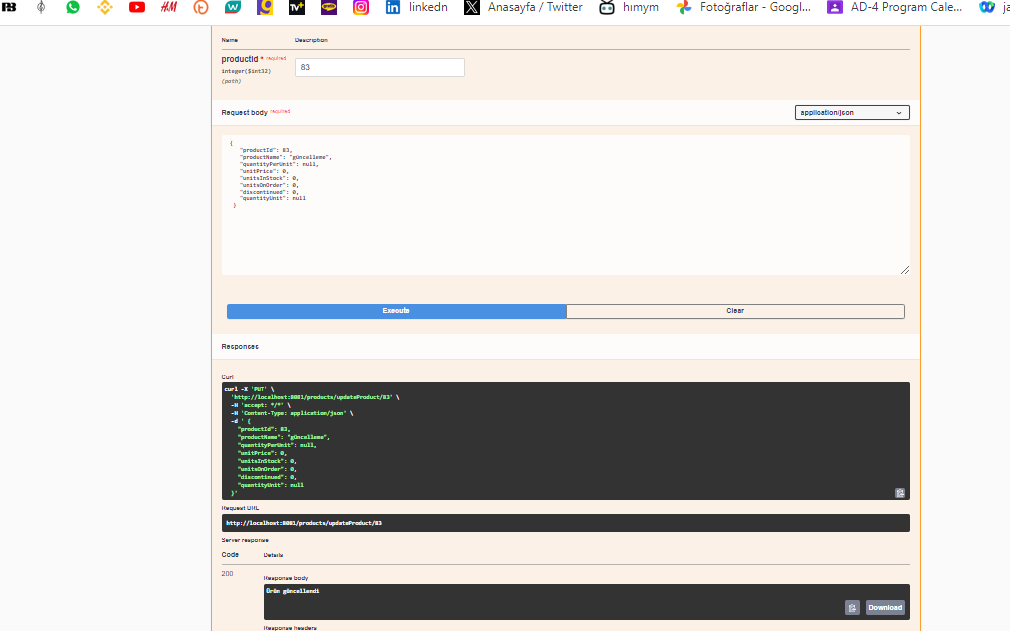 linkedn
Anasayfa / Twitter
hımym
Fotoğraflar - Googl...
AD-4 Program Cale...
ja
Name
Description
productId * required
integer($int32)
(path)
83
Request body required
application/json
{
"productId": 83,
"productName": "güncelleme",
"quantityPerUnit": null,
"unitPrice": 0,
"unitsInStock": 0,
"unitsOnOrder": 0,
"discontinued": 0,
"quantityUnit": null
}
Execute
Clear
Responses
Curl
curl -X 'PUT' \
'http://localhost:8081/products/updateProduct/83' \
-H 'accept: */*' \
-H 'Content-Type: application/json' \
-d ' {
"productId": 83,
"productName": "güncelleme",
"quantityPerUnit": null,
"unitPrice": 0,
"unitsInStock": 0,
"unitsOnOrder": 0,
"discontinued": 0,
"quantityUnit": null
}'
Request URL
http://localhost:8081/products/updateProduct/83
Server response
Code
Details
200
Response body
Ürün güncellendi
Download
Response headers